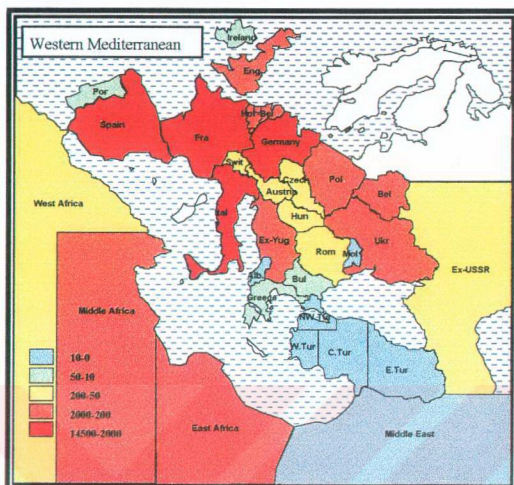 Western Mediterranean
Ireland
Eng.
Por
Spain
Fra
Hol
Bel
Germany
Swit
Czech
Austria
Pol
Bel
Hun
West Africa
Ital
Ex-Yug
Rom
Mol
Ukr
Ex-USSR
Alb
Bul
Greece
Middle Africa
NW.Tur
W.Tur
C.Tur
E.Tur
10-0
50-10
200-50
2000-200
14500-2000
East Africa
Middle East